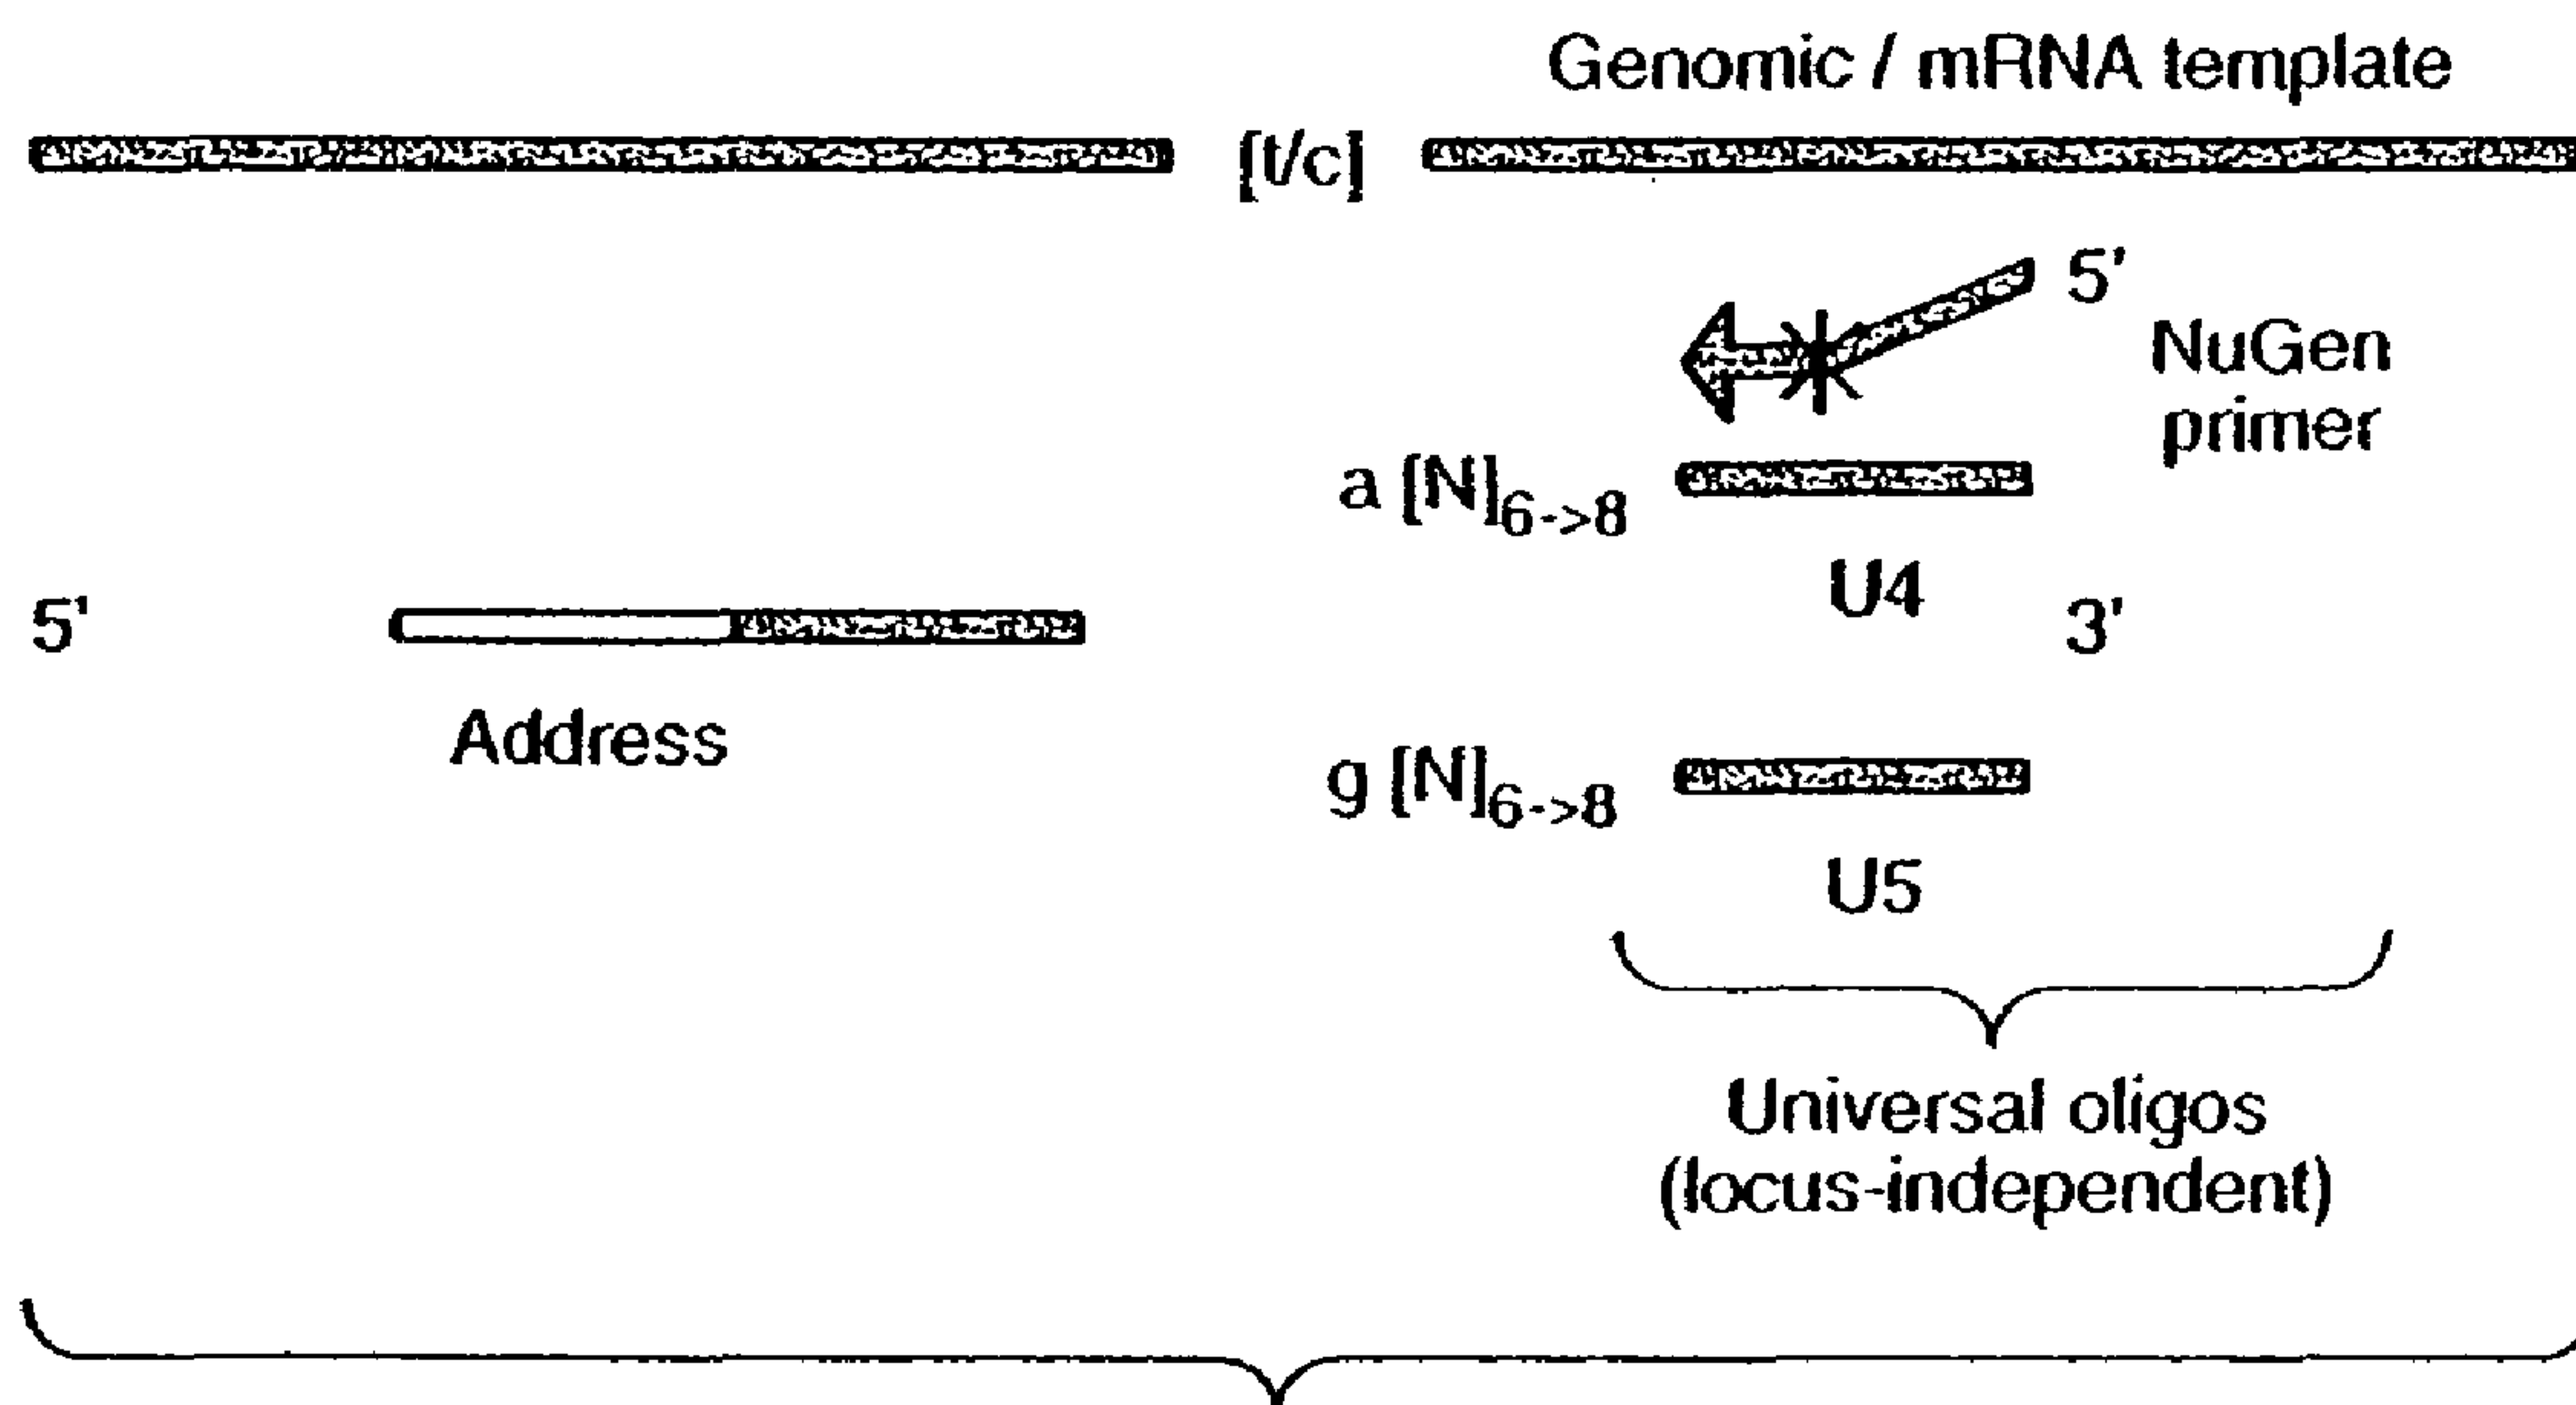 Genomic / mRNA template
[t/c]
5'
NuGen
primer
a [N]6->8
U4
5'
3'
Address
g [N]6->8
U5
Universal oligos
(locus-independent)